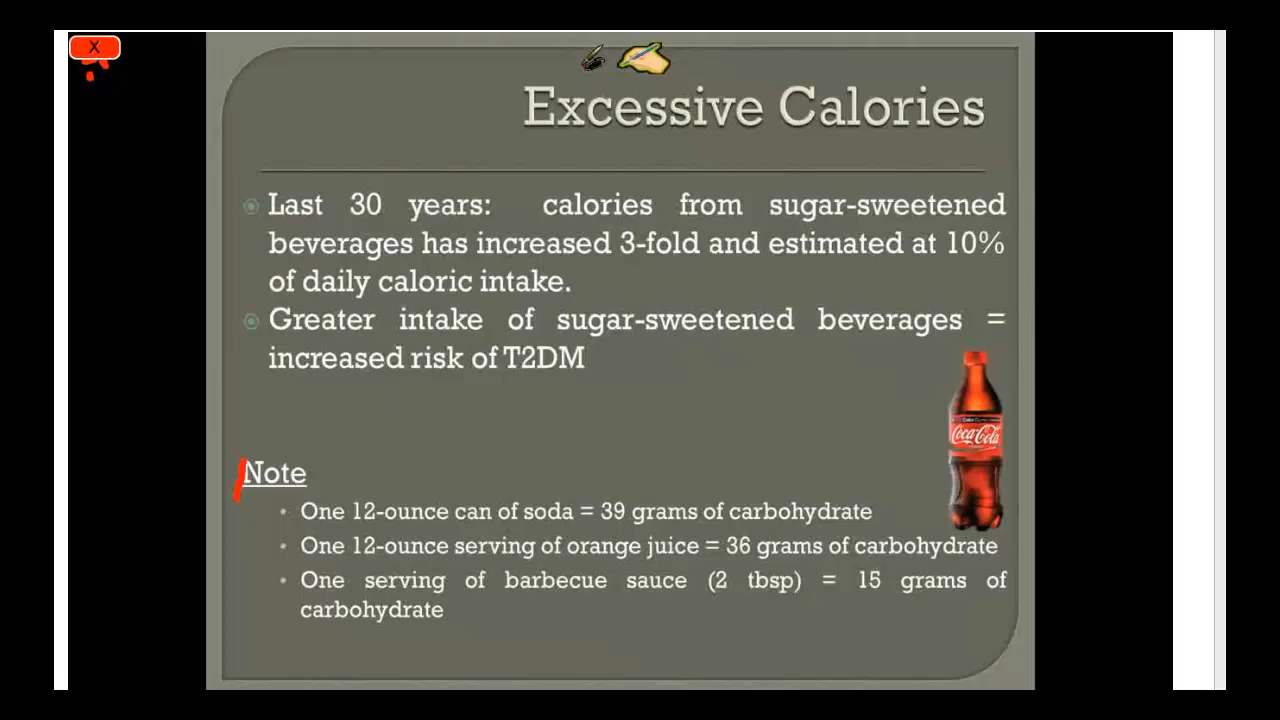 X
Excessive Calories
Last 30 years: calories from sugar-sweetened
beverages has increased 3-fold and estimated at 10%
of daily caloric intake.
Greater intake of sugar-sweetened beverages =
increased risk of T2DM
Coca-Cola
Note
One 12-ounce can of soda = 39 grams of carbohydrate
One 12-ounce serving of orange juice = 36 grams of carbohydrate
One serving of barbecue sauce (2 tbsp) = 15 grams of
carbohydrate